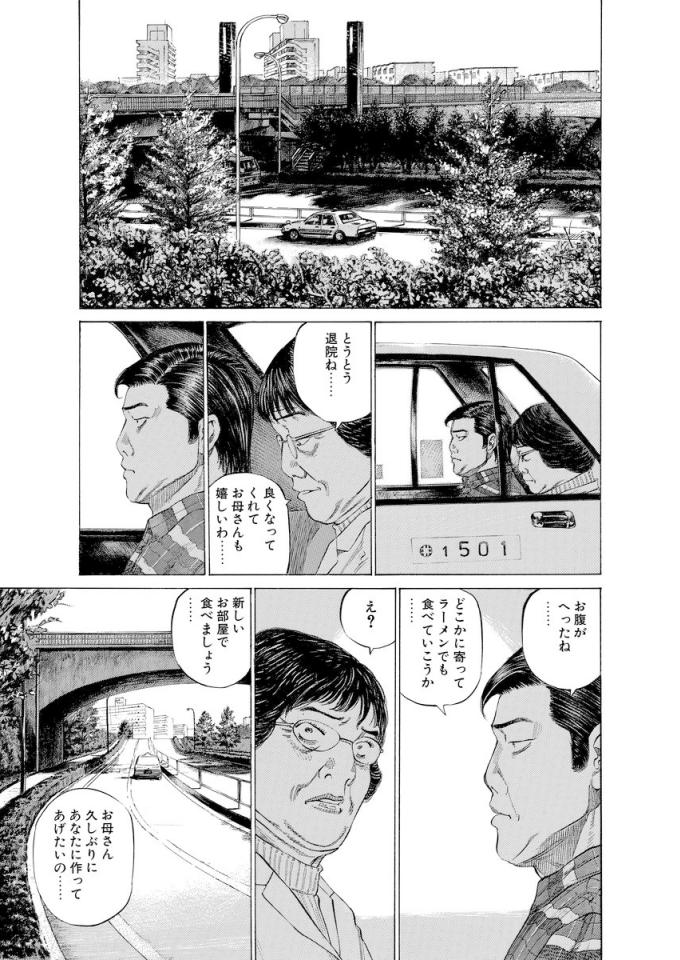 とうとう
退院ね……
1501
良くなって
くれて
お母さんも
嬉しいわ……
お腹が
へったね
……
どこかに寄って
ラーメンでも
食べていこうか
……
え？
新しい
お部屋で
食べましょう
お母さん
久しぶりに
あなたに作って
あげたいの……